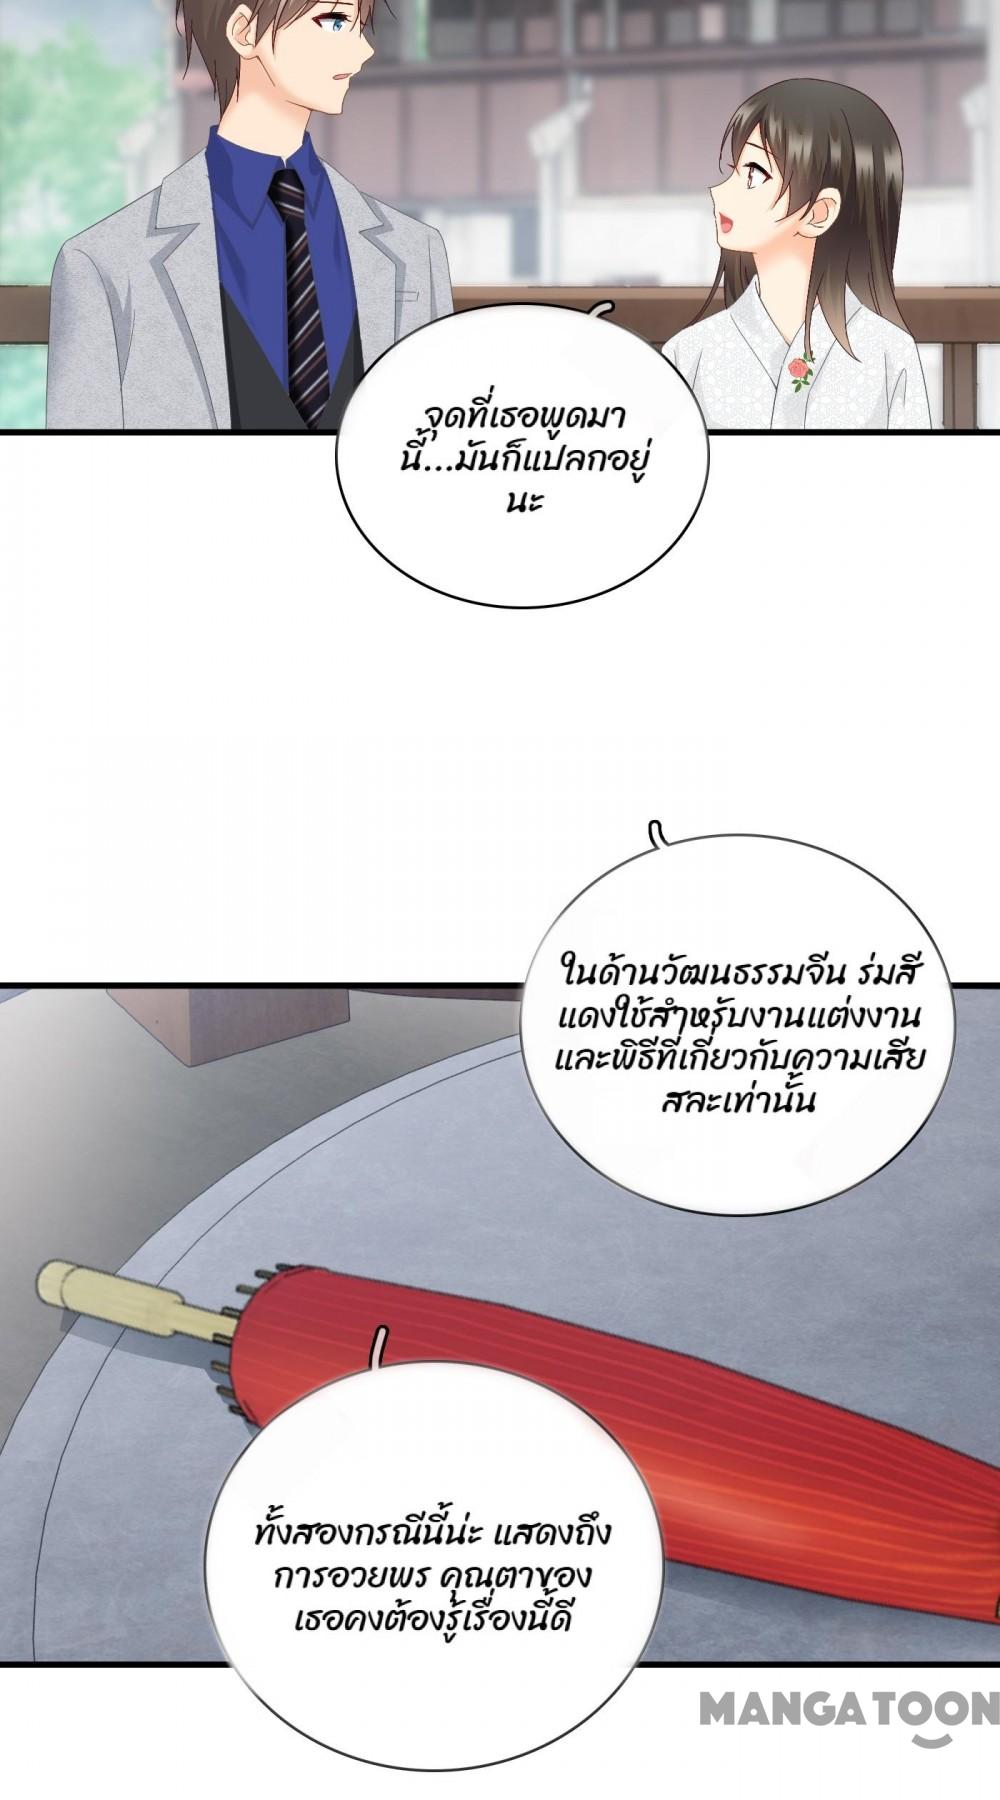 จุดที่เธอพูดมา
นี้...มันก็แปลกอยู่
นะ
ในด้านวัฒนธรรมจีน ร่มสี
แดงใช้สำหรับงานแต่งงาน
และพิธีที่เกี่ยวกับความเสีย
สละเท่านั้น
ทั้งสองกรณีนี้น่ะ แสดงถึง
การอวยพร คุณตาของ
เธอคงต้องรู้เรื่องนี้ดี
MANGA TOON